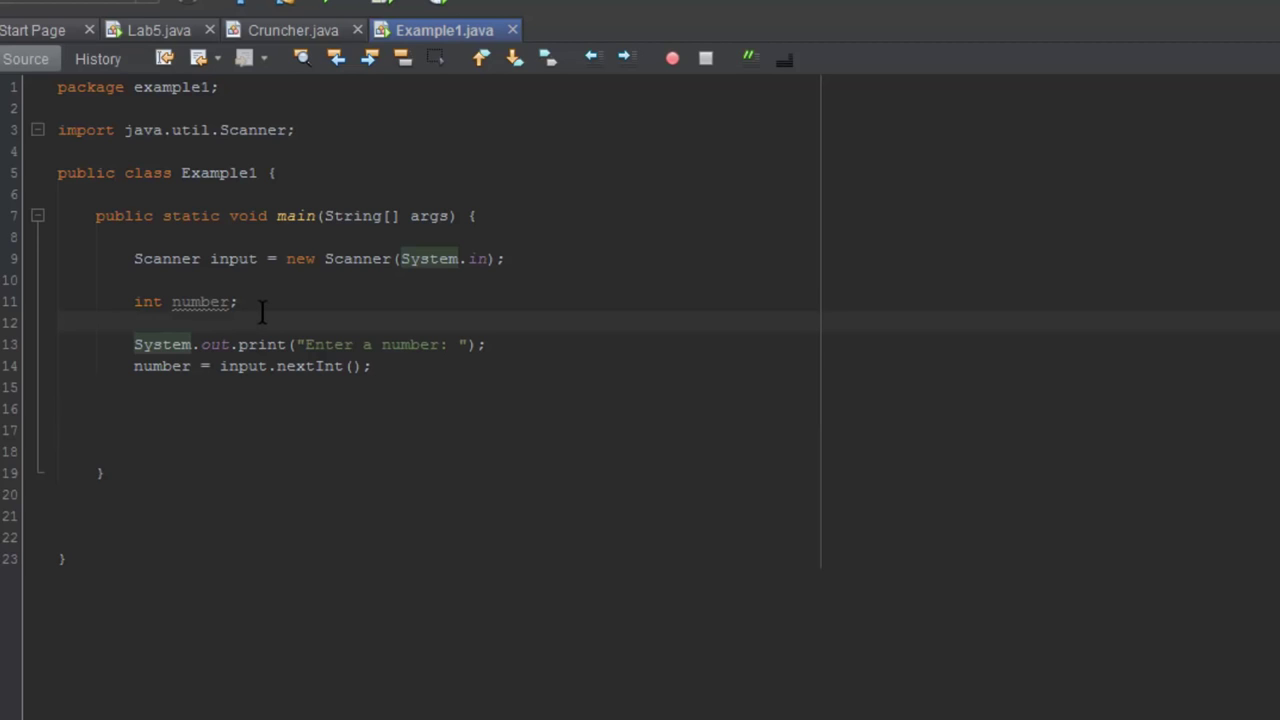 Start Page Lab5.java Cruncher.java Example1.java
Source History
1 package example1;
2
3 import java.util.Scanner;
4
5 public class Example1 {
6
7 public static void main(String[] args) {
8
9 Scanner input = new Scanner(System.in);
10
11 int number;
12
13 System.out.print("Enter a number: ");
14 number = input.nextInt();
15
16
17
18
19 }
20
21
22
23 }